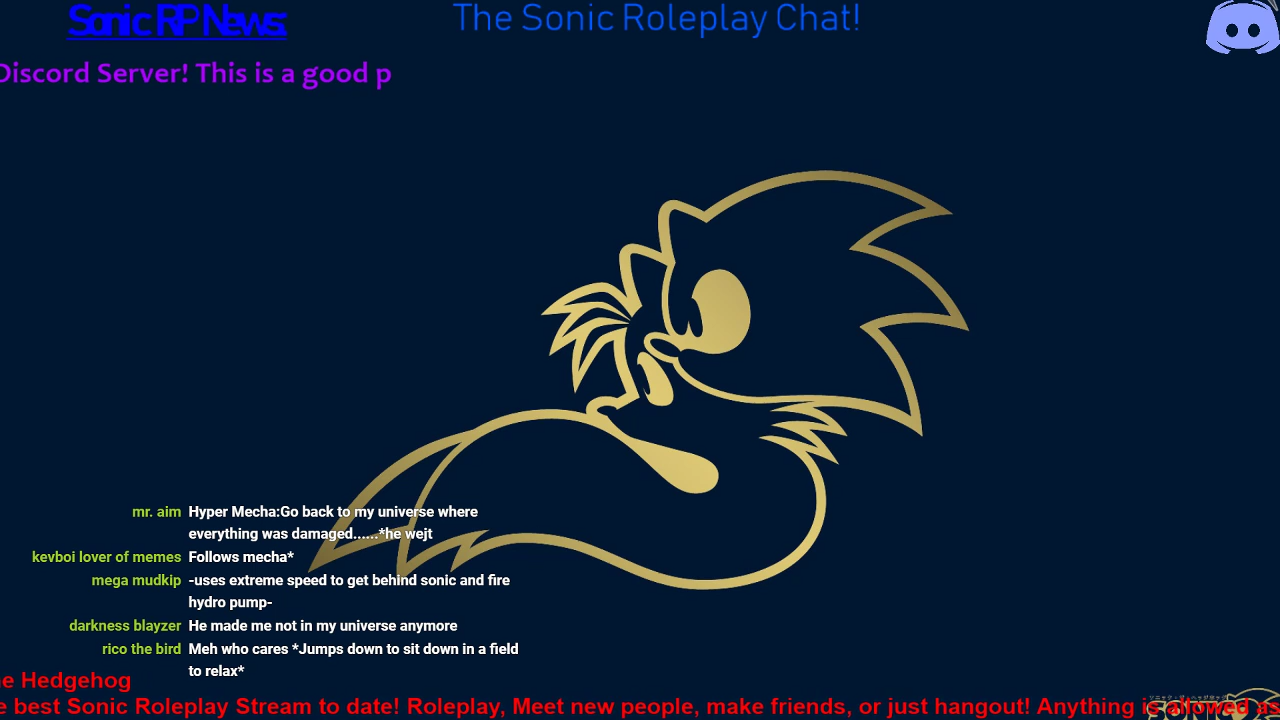 Sonic RP News:
The Sonic Roleplay Chat!
Discord Server! This is a good p
mr. aim Hyper Mecha:Go back to my universe where
everything was damaged......*he wejt
kevboi lover of memes Follows mecha*
mega mudkip -uses extreme speed to get behind sonic and fire
hydro pump-
darkness blayzer He made me not in my universe anymore
rico the bird Meh who cares *Jumps down to sit down in a field
to relax*
e Hedgehog
e best Sonic Roleplay Stream to date! Roleplay, Meet new people, make friends, or just hangout! Anything is allowed as